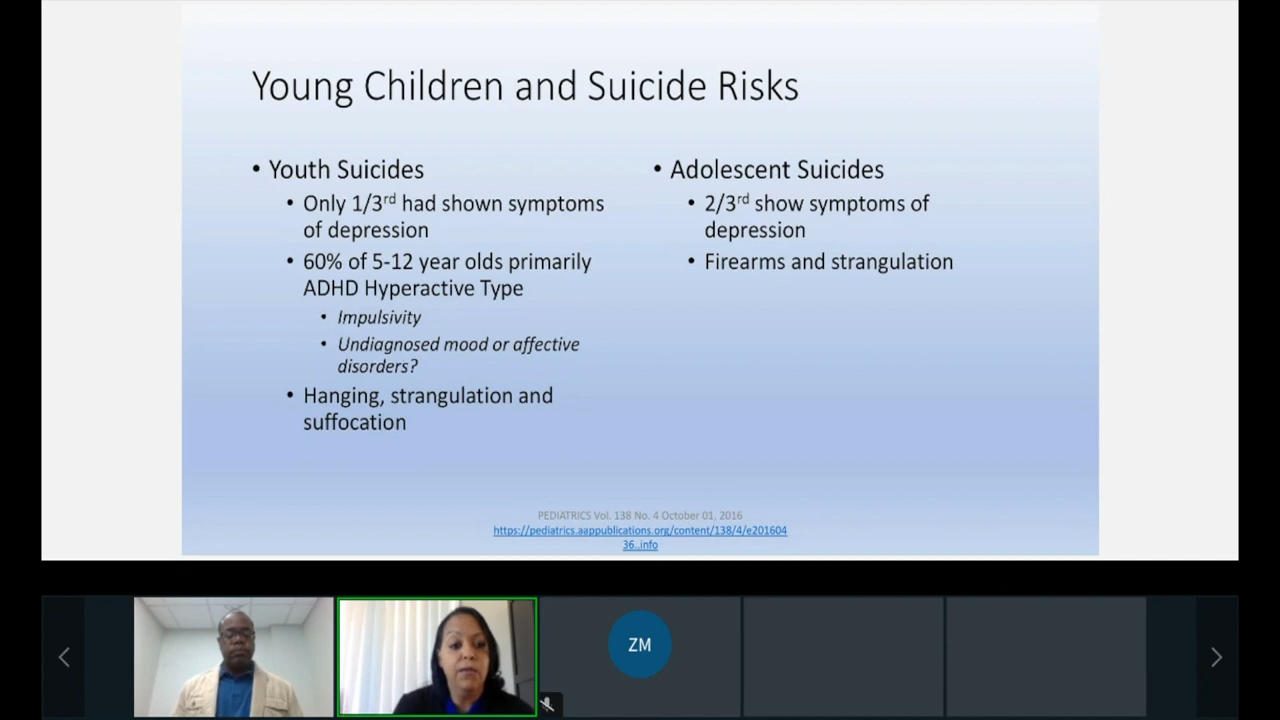 Young Children and Suicide Risks
• Youth Suicides
• Only 1/3rd had shown symptoms
of depression
• 60% of 5-12 year olds primarily
ADHD Hyperactive Type
• Impulsivity
• Undiagnosed mood or affective
disorders?
• Hanging, strangulation and
suffocation
• Adolescent Suicides
• 2/3rd show symptoms of
depression
• Firearms and strangulation
PEDIATRICS Vol. 138 No. 4 October 01, 2016
https://pediatrics.aappublications.org/content/138/4/e201604
36..info
ZM